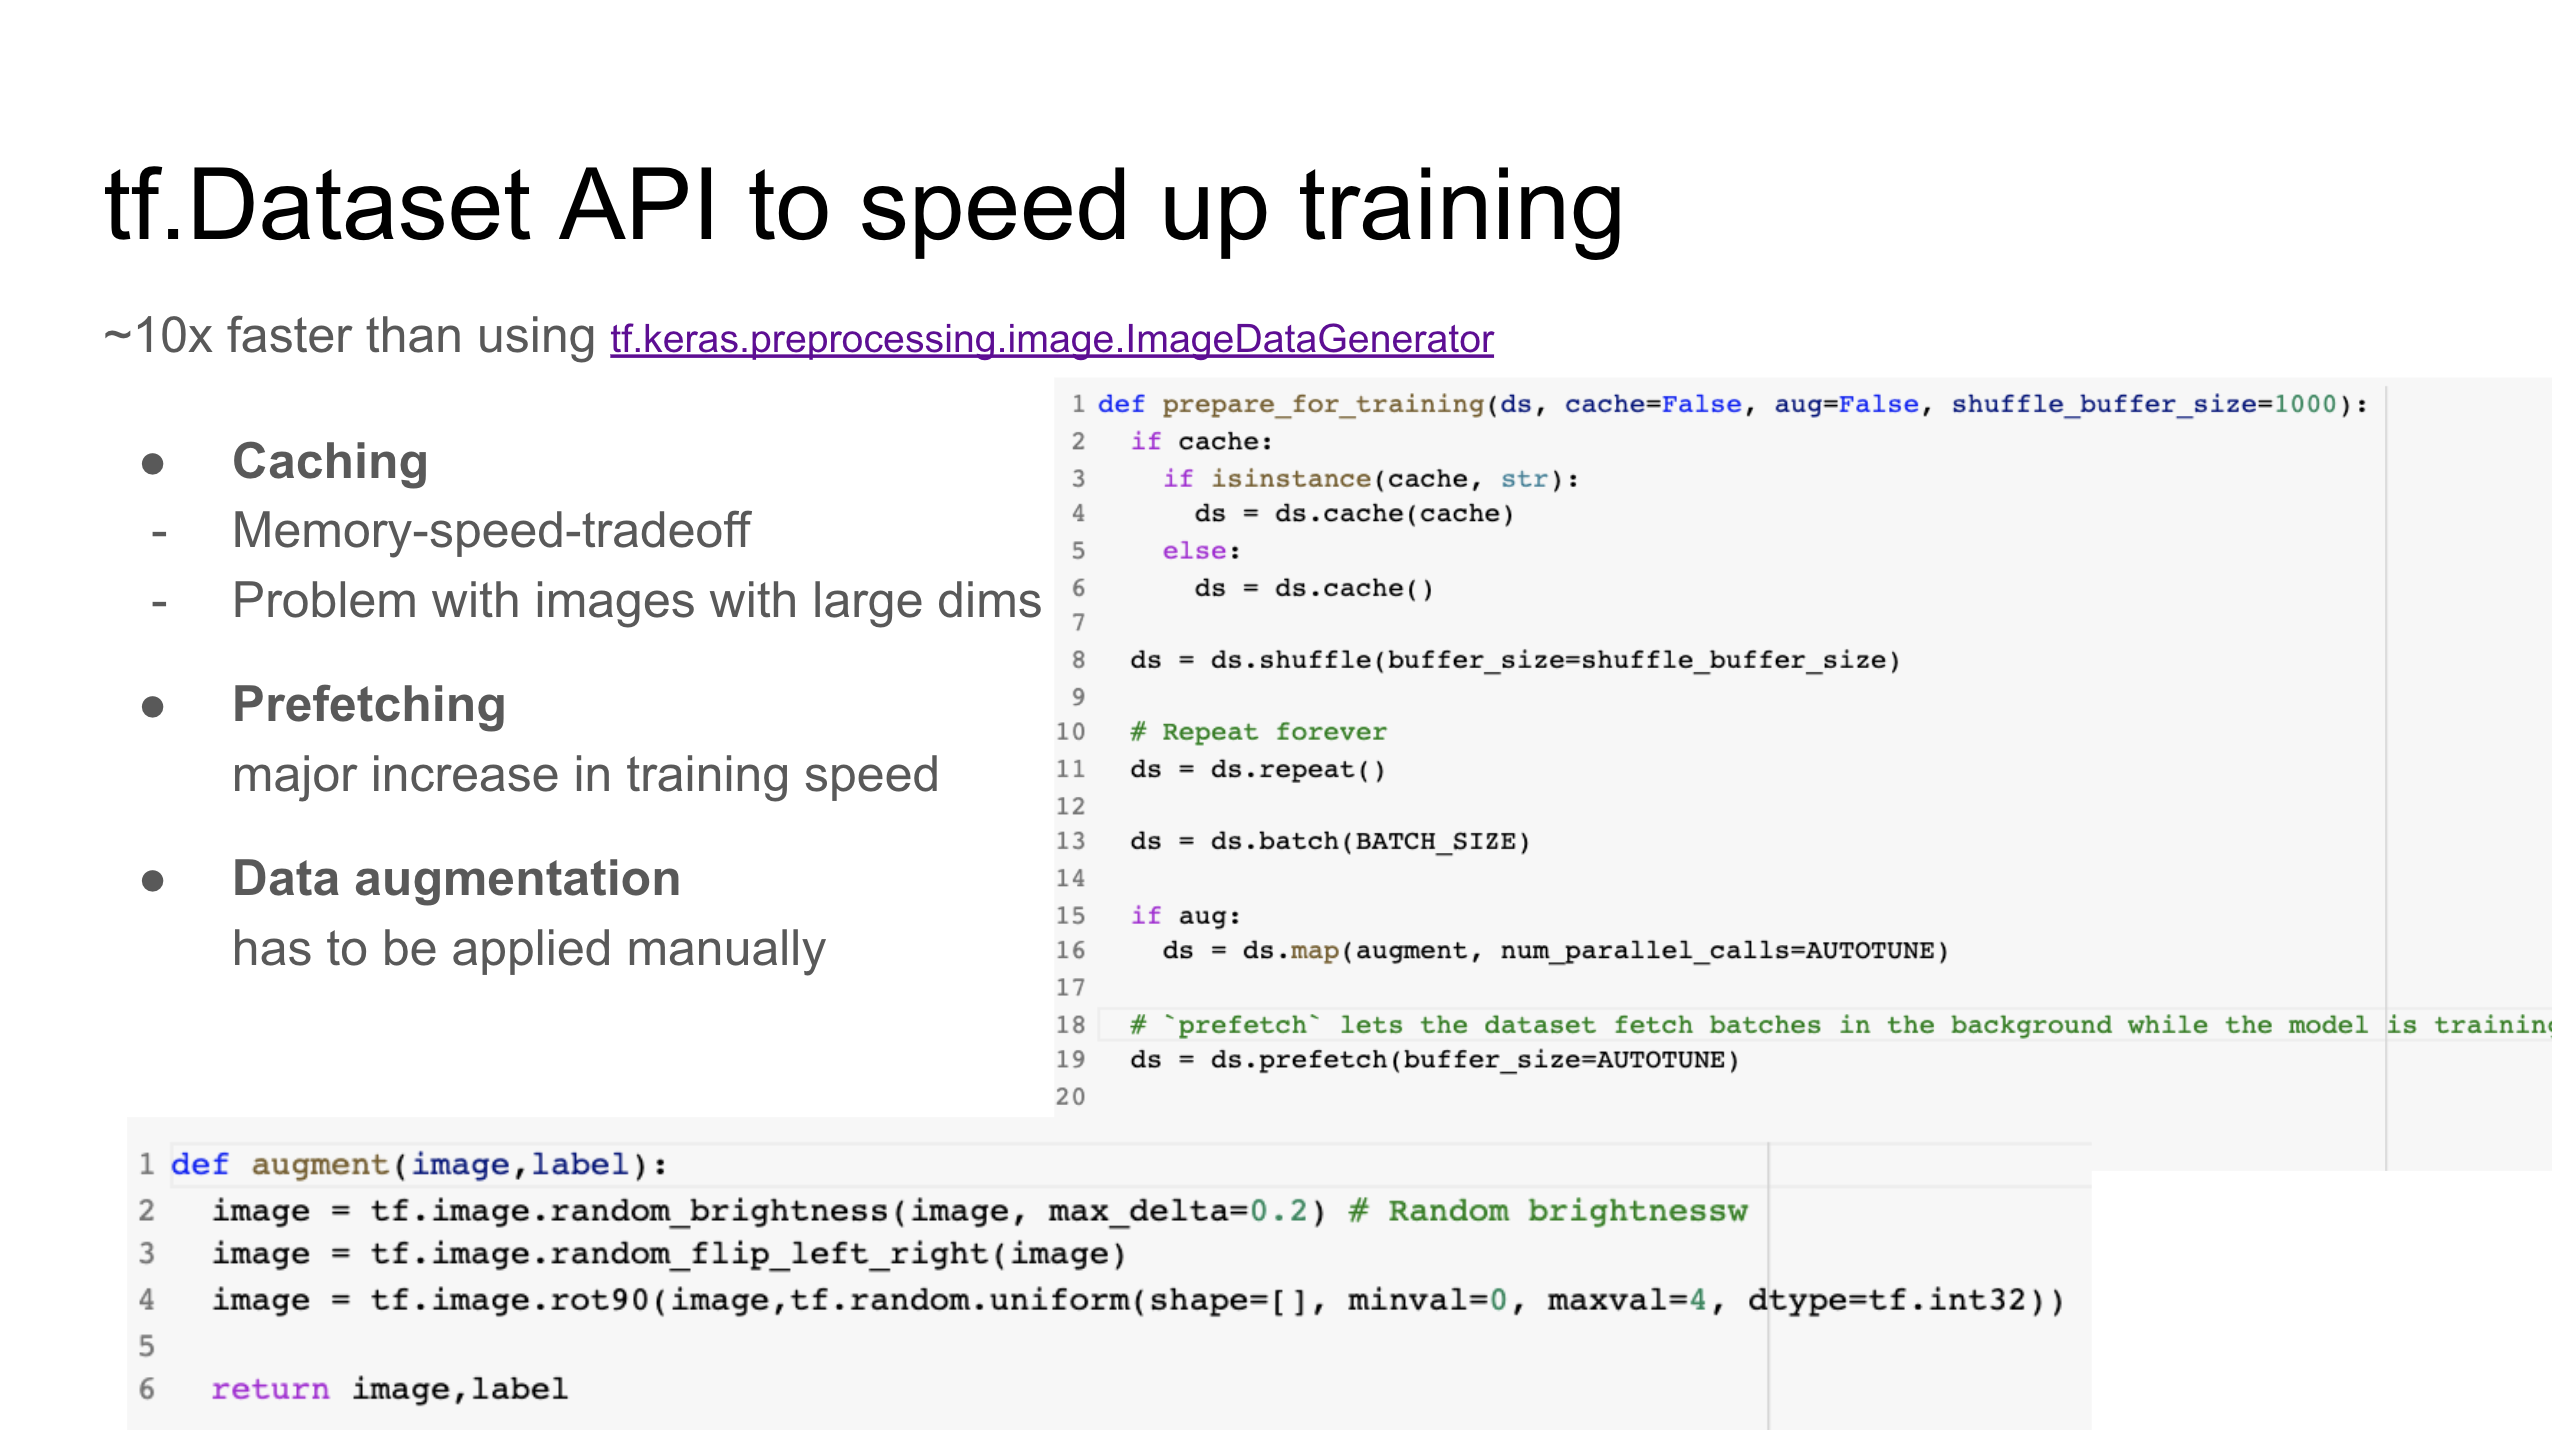 tf.Dataset API to speed up training
~10x faster than using tf.keras.preprocessing.image.ImageDataGenerator
● Caching
- Memory-speed-tradeoff
- Problem with images with large dims
● Prefetching
major increase in training speed
● Data augmentation
has to be applied manually
1 def prepare_for_training(ds, cache=False, aug=False, shuffle_buffer_size=1000):
2   if cache:
3     if isinstance(cache, str):
4       ds = ds.cache(cache)
5     else:
6       ds = ds.cache()
7
8   ds = ds.shuffle(buffer_size=shuffle_buffer_size)
9
10   # Repeat forever
11   ds = ds.repeat()
12
13   ds = ds.batch(BATCH_SIZE)
14
15   if aug:
16     ds = ds.map(augment, num_parallel_calls=AUTOTUNE)
17
18   # `prefetch` lets the dataset fetch batches in the background while the model is training
19   ds = ds.prefetch(buffer_size=AUTOTUNE)
20
1 def augment(image,label):
2   image = tf.image.random_brightness(image, max_delta=0.2) # Random brightnessw
3   image = tf.image.random_flip_left_right(image)
4   image = tf.image.rot90(image,tf.random.uniform(shape=[], minval=0, maxval=4, dtype=tf.int32))
5
6   return image,label